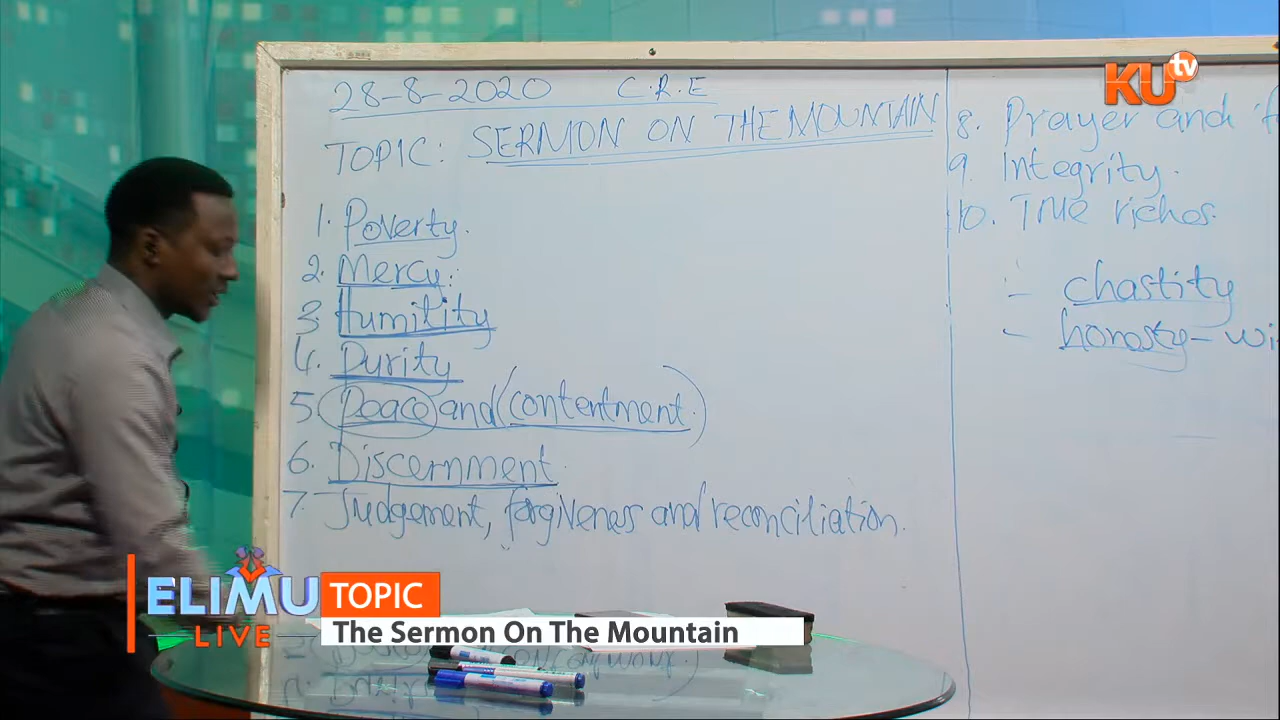 28-8-2020 C.R.E
TOPIC: SERMON ON THE MOUNTAIN
1. Poverty.
2. Mercy:
3. Humility
4. Purity
5 Peace and (contentment.)
6. Discernment.
7. Judgement, forgiveness and reconciliation.
8. Prayer and f
9. Integrity.
10. True riches.
- chastity
- honosty - wi
KU tv
ELIMU
LIVE
TOPIC
The Sermon On The Mountain